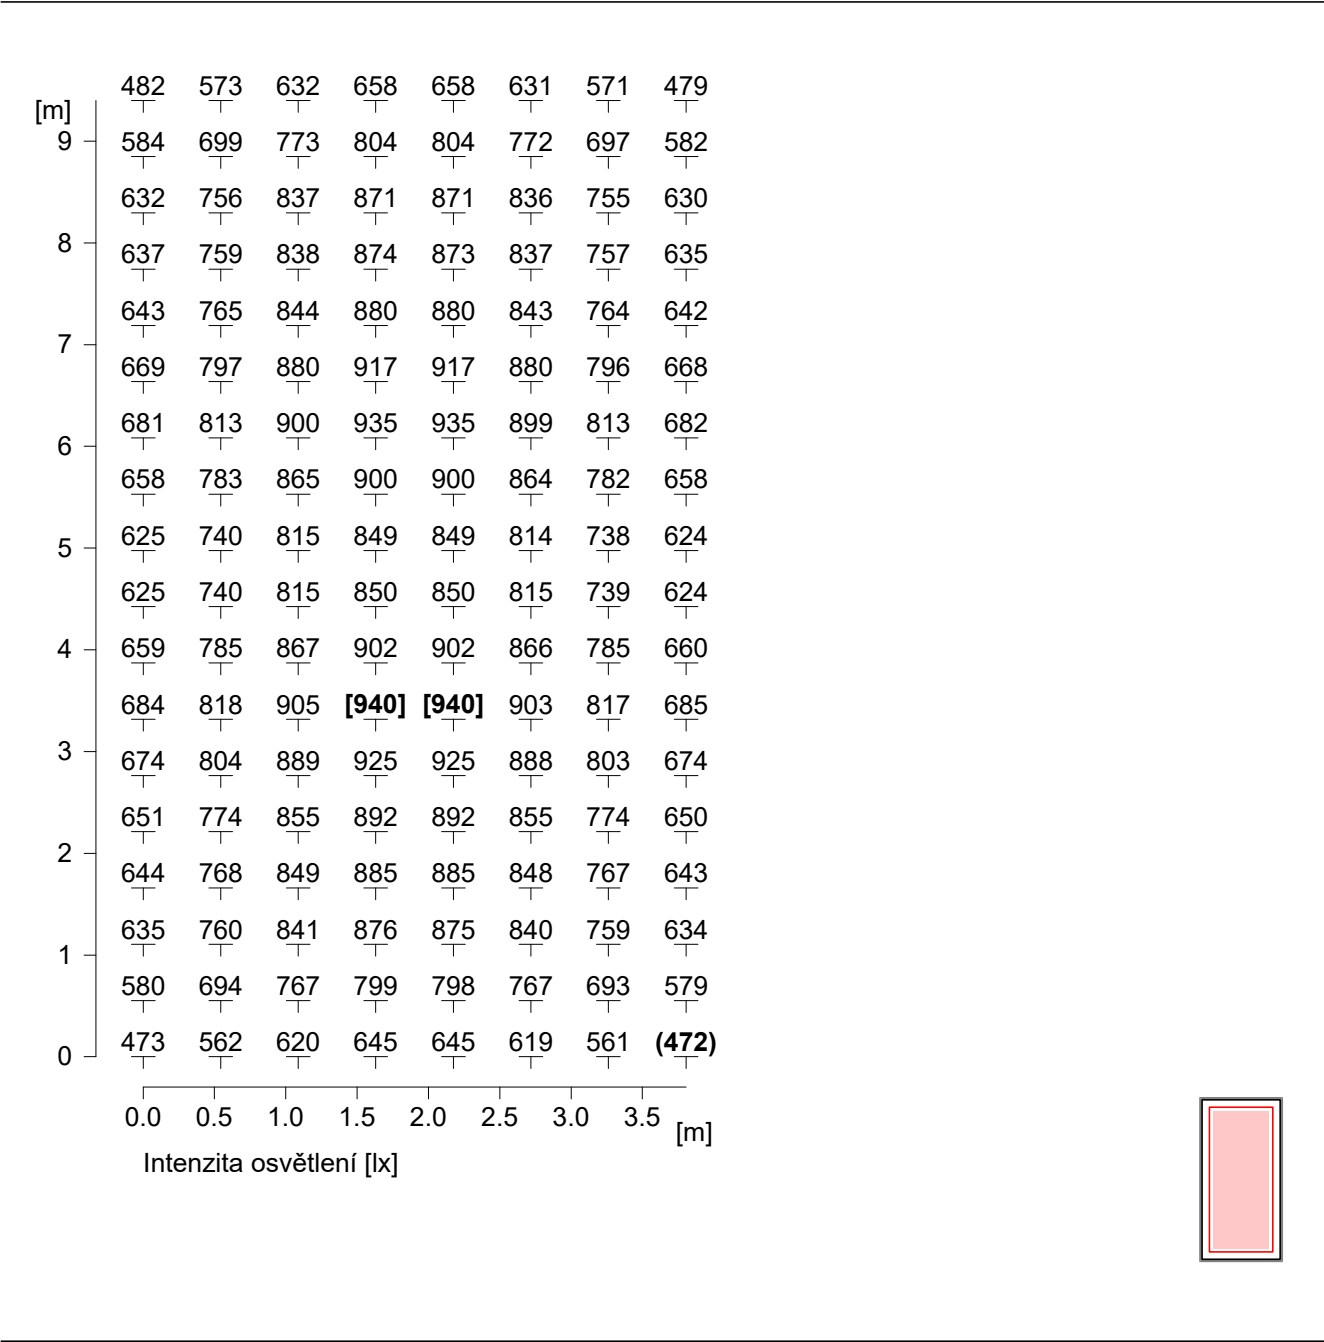 482 573 632 658 658 631 571 479
[m]
9 584 699 773 804 804 772 697 582
632 756 837 871 871 836 755 630
8 637 759 838 874 873 837 757 635
643 765 844 880 880 843 764 642
7
669 797 880 917 917 880 796 668
681 813 900 935 935 899 813 682
6
658 783 865 900 900 864 782 658
625 740 815 849 849 814 738 624
5
625 740 815 850 850 815 739 624
4 659 785 867 902 902 866 785 660
684 818 905 [940] [940] 903 817 685
3 674 804 889 925 925 888 803 674
651 774 855 892 892 855 774 650
2
644 768 849 885 885 848 767 643
635 760 841 876 875 840 759 634
1
580 694 767 799 798 767 693 579
0 473 562 620 645 645 619 561 (472)
0.0 0.5 1.0 1.5 2.0 2.5 3.0 3.5 [m]
Intenzita osvětlení [lx]